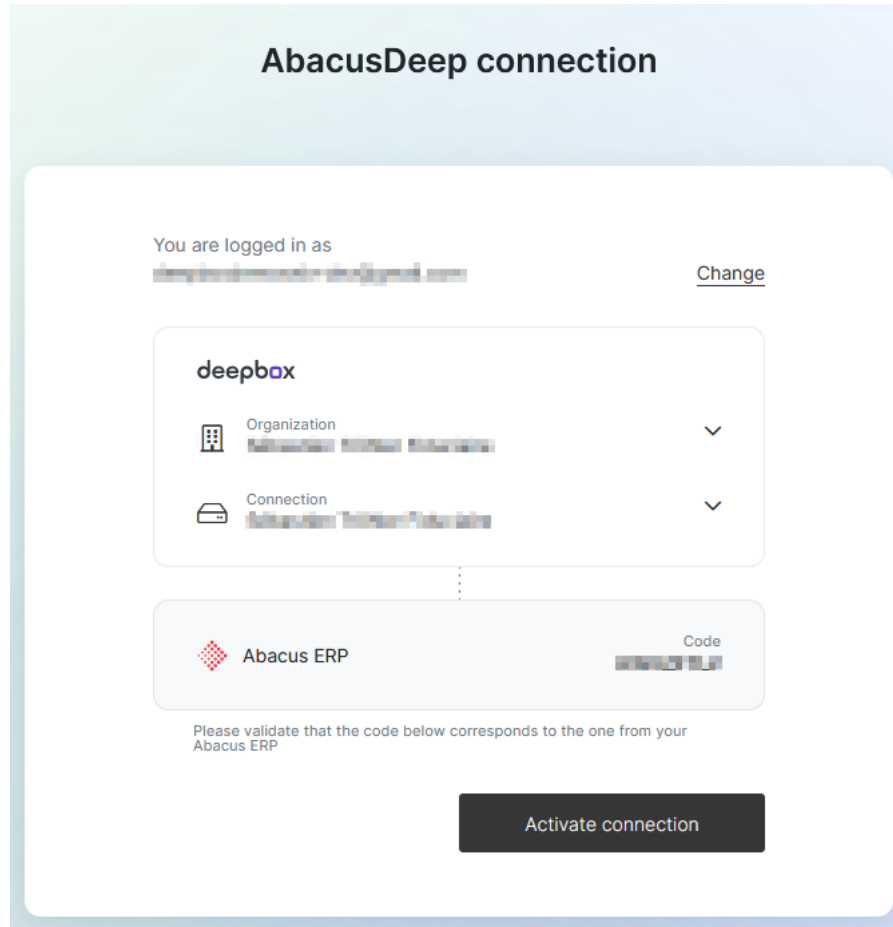 AbacusDeep connection
You are logged in as
Change
deepbox
Organization
Connection
Abacus ERP
Code
Please validate that the code below corresponds to the one from your
Abacus ERP
Activate connection